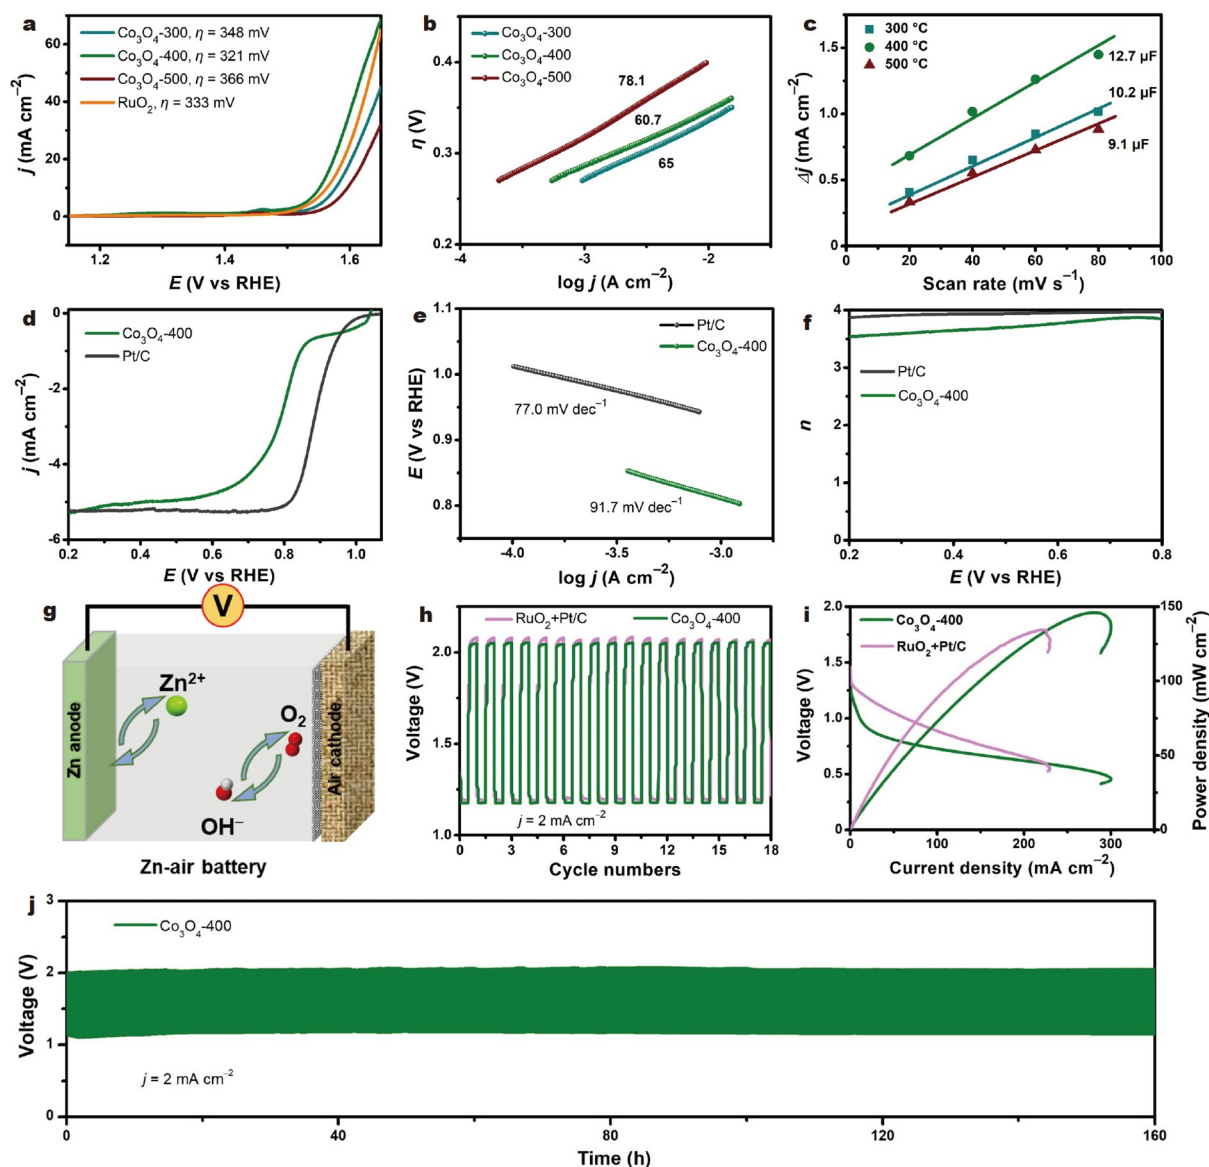 a
Co₃O₄-300, η = 348 mV
Co₃O₄-400, η = 321 mV
Co₃O₄-500, η = 366 mV
RuO₂, η = 333 mV
60
40
20
0
j (mA cm⁻²)
1.2 1.4 1.6
E (V vs RHE)
b
Co₃O₄-300
Co₃O₄-400
Co₃O₄-500
78.1
60.7
65
0.4
0.3
0.2
η (V)
-4 -3 -2 -1
log j (A cm⁻²)
c
300 °C
400 °C
500 °C
12.7 μF
10.2 μF
9.1 μF
1.5
1.0
0.5
0.0
Δj (mA cm⁻²)
0 20 40 60 80 100
Scan rate (mV s⁻¹)
d
Co₃O₄-400
Pt/C
0
-2
-4
-6
j (mA cm⁻²)
0.2 0.4 0.6 0.8 1.0
E (V vs RHE)
e
Pt/C
Co₃O₄-400
77.0 mV dec⁻¹
91.7 mV dec⁻¹
1.1
1.0
0.9
0.8
E (V vs RHE)
-4.0 -3.5 -3.0
log j (A cm⁻²)
f
Pt/C
Co₃O₄-400
4
3
2
1
0
n
0.2 0.4 0.6 0.8
E (V vs RHE)
g
V
Zn anode
Zn²⁺
O₂
OH⁻
Air cathode
Zn-air battery
h
RuO₂+Pt/C
Co₃O₄-400
2.0
1.5
1.0
Voltage (V)
j = 2 mA cm⁻²
0 3 6 9 12 15 18
Cycle numbers
i
Co₃O₄-400
RuO₂+Pt/C
2.0
1.5
1.0
0.5
0.0
Voltage (V)
150
100
50
0
Power density (mW cm⁻²)
0 100 200 300 400
Current density (mA cm⁻²)
j
Co₃O₄-400
3
2
1
0
Voltage (V)
j = 2 mA cm⁻²
0 40 80 120 160
Time (h)